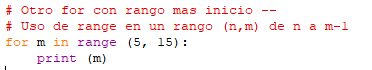 # Otro for con rango mas inicio --
# Uso de range en un rango (n,m) de n a m-1
for m in range (5, 15):
    print (m)